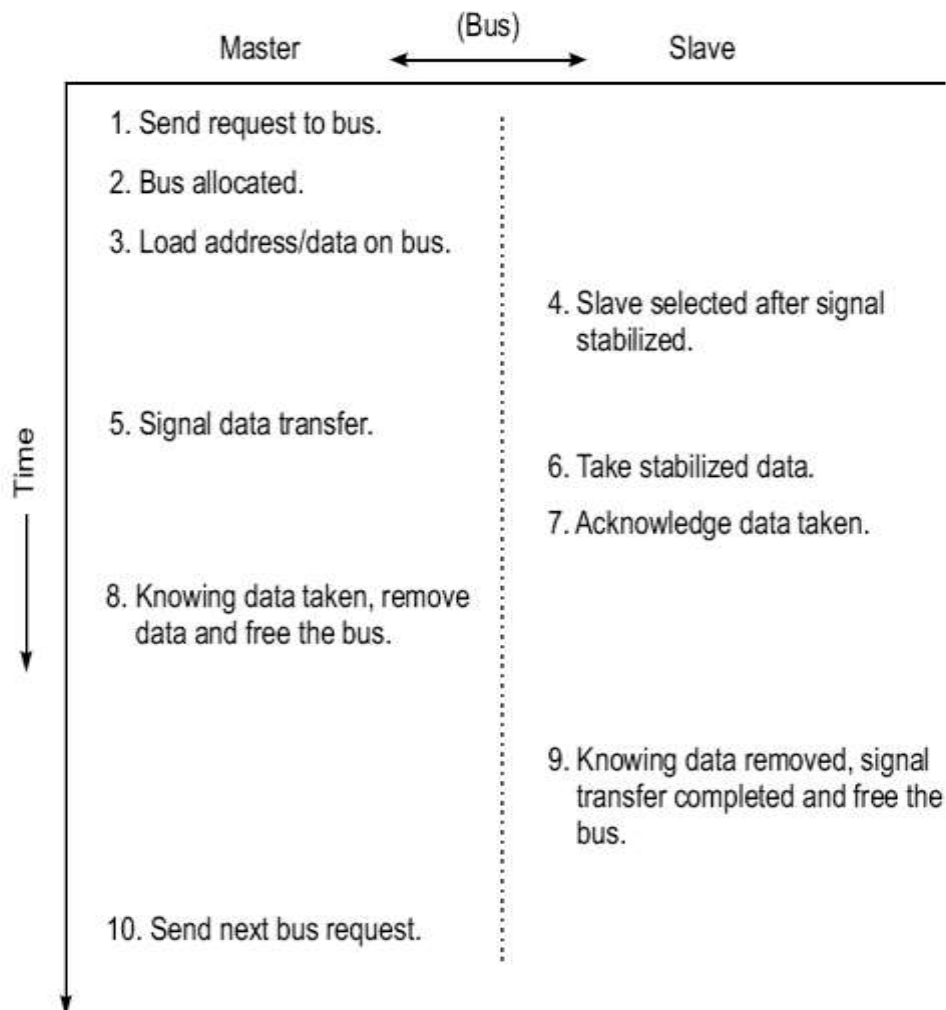 (Bus)
Master
Slave
1. Send request to bus.
2. Bus allocated.
3. Load address/data on bus.
4. Slave selected after signal
stabilized.
5. Signal data transfer.
Time
6. Take stabilized data.
7. Acknowledge data taken.
8. Knowing data taken, remove
data and free the bus.
9. Knowing data removed, signal
transfer completed and free the
bus.
10. Send next bus request.